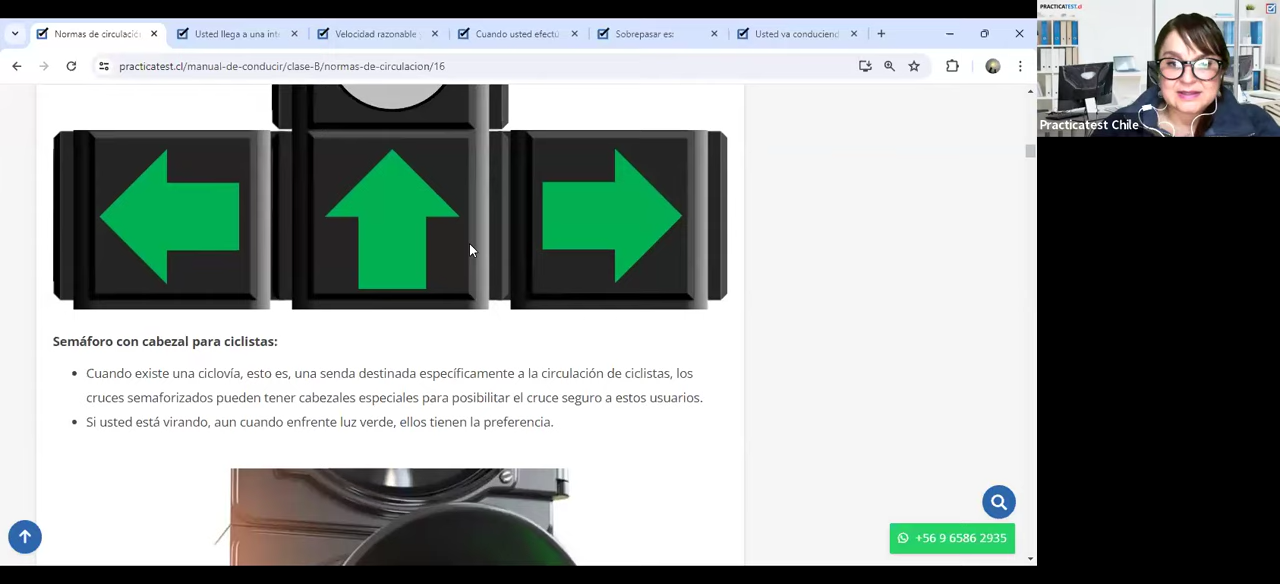 Normas de circulació
Usted llega a una int
Velocidad razonable
Cuando usted efectú
Sobrepasar es:
Usted va conduciend
practicatest.cl/manual-de-conducir/clase-B/normas-de-circulacion/16
PRACTICATEST.cl
Practicatest Chile
Semáforo con cabezal para ciclistas:
Cuando existe una ciclovía, esto es, una senda destinada específicamente a la circulación de ciclistas, los
cruces semaforizados pueden tener cabezales especiales para posibilitar el cruce seguro a estos usuarios.
Si usted está virando, aun cuando enfrente luz verde, ellos tienen la preferencia.
+56 9 6586 2935